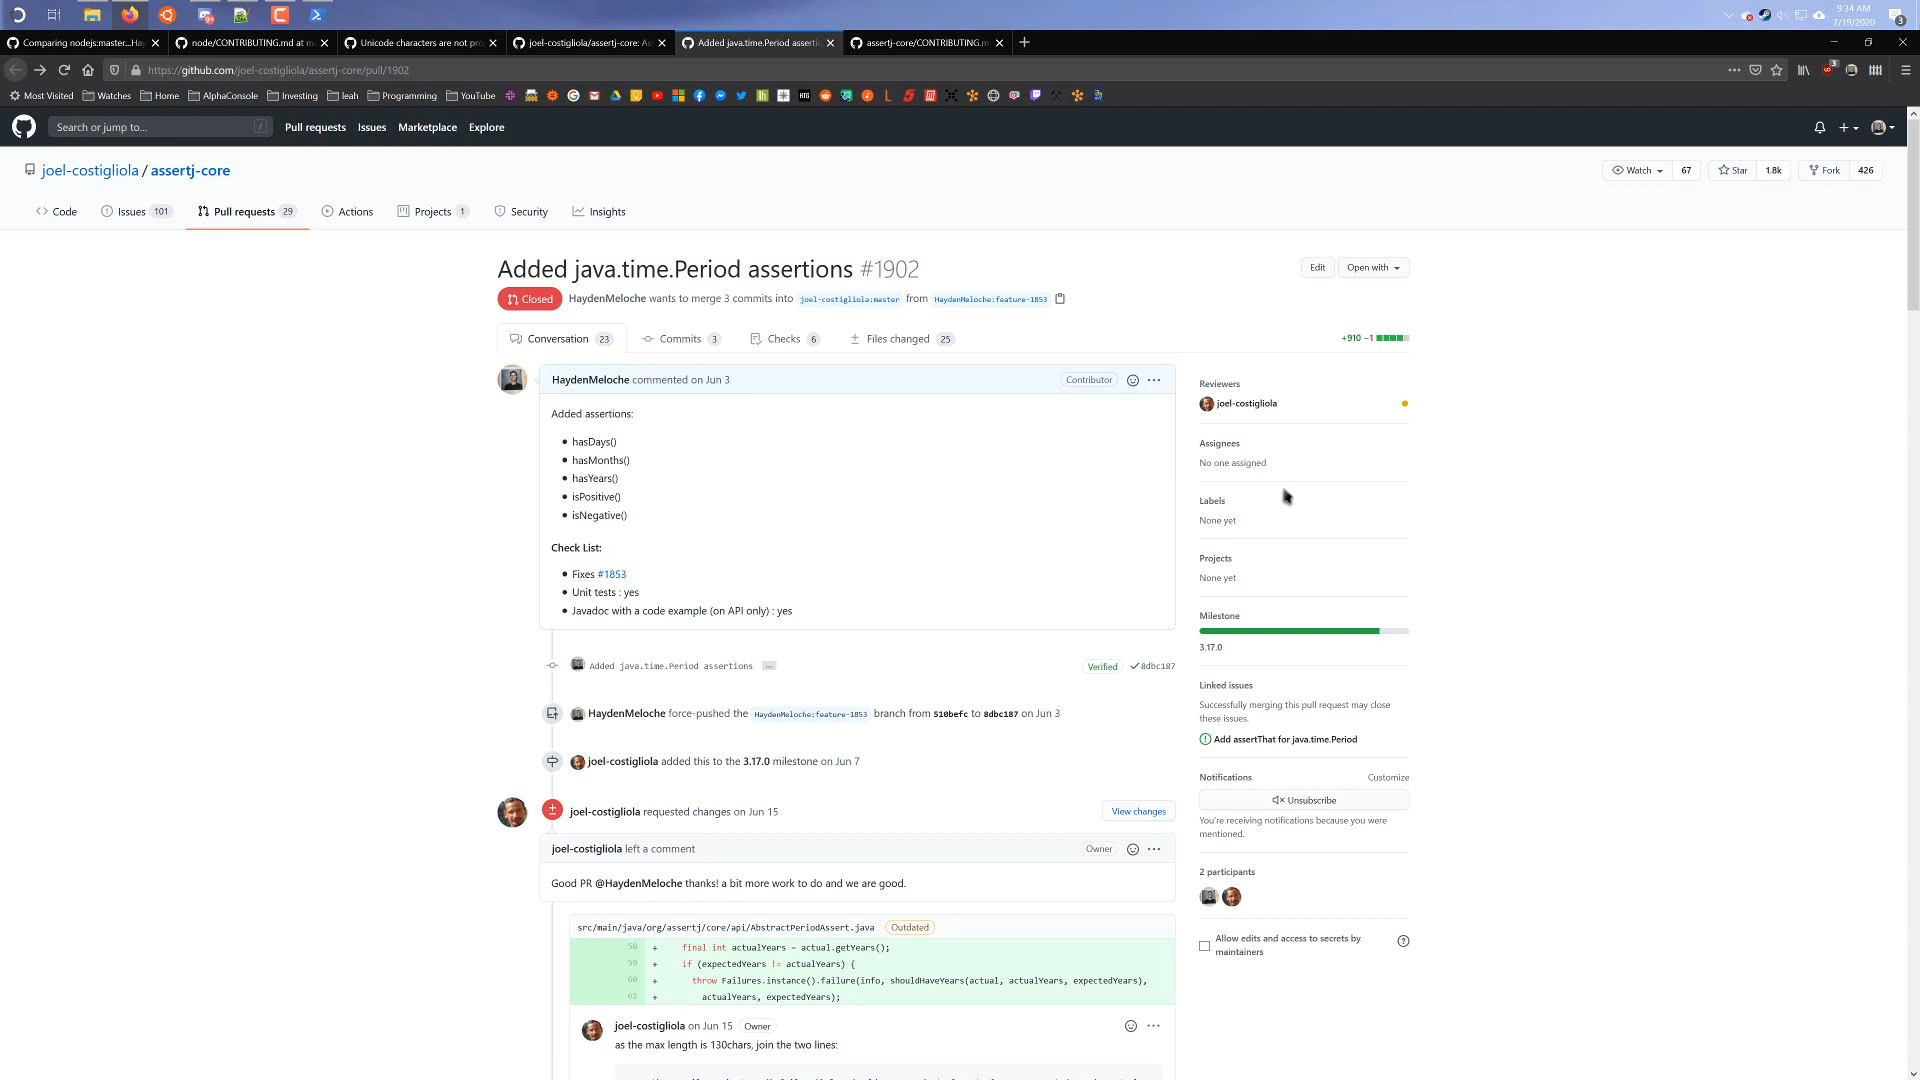 9:34 AM
7/19/2020
3
Comparing nodejs:master...Ha
node/CONTRIBUTING.md at m
Unicode characters are not pro
joel-costigliola/assertj-core: As
Added java.time.Period asserti
assertj-core/CONTRIBUTING.m
https://github.com/joel-costigliola/assertj-core/pull/1902
3
Most Visited Watches Home AlphaConsole Investing leah Programming YouTube
Search or jump to... /
Pull requests Issues Marketplace Explore
joel-costigliola / assertj-core
Watch 67 Star 1.8k Fork 426
Code Issues 101 Pull requests 29 Actions Projects 1 Security Insights
Added java.time.Period assertions #1902
Edit Open with
Closed HaydenMeloche wants to merge 3 commits into joel-costigliola:master from HaydenMeloche:feature-1853
Conversation 23 Commits 3 Checks 6 Files changed 25
+910 −1
HaydenMeloche commented on Jun 3
Contributor
Added assertions:
• hasDays()
• hasMonths()
• hasYears()
• isPositive()
• isNegative()
Check List:
• Fixes #1853
• Unit tests : yes
• Javadoc with a code example (on API only) : yes
Added java.time.Period assertions ...
Verified 8dbc187
HaydenMeloche force-pushed the HaydenMeloche:feature-1853 branch from 510befc to 8dbc187 on Jun 3
joel-costigliola added this to the 3.17.0 milestone on Jun 7
joel-costigliola requested changes on Jun 15
View changes
joel-costigliola left a comment
Owner
Good PR @HaydenMeloche thanks! a bit more work to do and we are good.
src/main/java/org/assertj/core/api/AbstractPeriodAssert.java Outdated
58 + final int actualYears = actual.getYears();
59 + if (expectedYears != actualYears) {
60 + throw Failures.instance().failure(info, shouldHaveYears(actual, actualYears, expectedYears),
61 + actualYears, expectedYears);
joel-costigliola on Jun 15 Owner
as the max length is 130chars, join the two lines:
Reviewers
joel-costigliola
Assignees
No one assigned
Labels
None yet
Projects
None yet
Milestone
3.17.0
Linked issues
Successfully merging this pull request may close
these issues.
Add assertThat for java.time.Period
Notifications Customize
Unsubscribe
You're receiving notifications because you were
mentioned.
2 participants
Allow edits and access to secrets by
maintainers